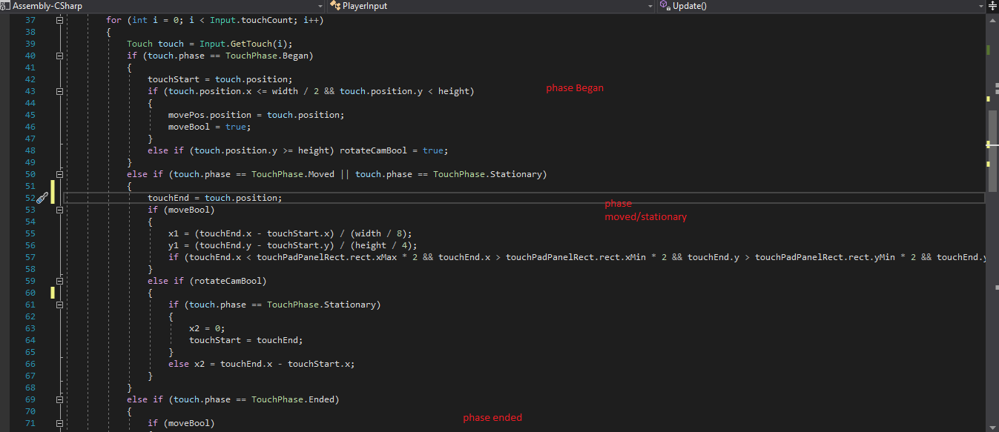 Assembly-CSharp PlayerInput Update()
37 for (int i = 0; i < Input.touchCount; i++)
38 {
39 Touch touch = Input.GetTouch(i);
40 if (touch.phase == TouchPhase.Began)
41 {
42 touchStart = touch.position;
43 if (touch.position.x <= width / 2 && touch.position.y < height) phase Began
44 {
45 movePos.position = touch.position;
46 moveBool = true;
47 }
48 else if (touch.position.y >= height) rotateCamBool = true;
49 }
50 else if (touch.phase == TouchPhase.Moved || touch.phase == TouchPhase.Stationary)
51 {
52 touchEnd = touch.position; phase
53 if (moveBool) moved/stationary
54 {
55 x1 = (touchEnd.x - touchStart.x) / (width / 8);
56 y1 = (touchEnd.y - touchStart.y) / (height / 4);
57 if (touchEnd.x < touchPadPanelRect.rect.xMax * 2 && touchEnd.x > touchPadPanelRect.rect.xMin * 2 && touchEnd.y > touchPadPanelRect.rect.yMin * 2 && touchEnd.y
58 }
59 else if (rotateCamBool)
60 {
61 if (touch.phase == TouchPhase.Stationary)
62 {
63 x2 = 0;
64 touchStart = touchEnd;
65 }
66 else x2 = touchEnd.x - touchStart.x;
67 }
68 }
69 else if (touch.phase == TouchPhase.Ended)
70 { phase ended
71 if (moveBool)